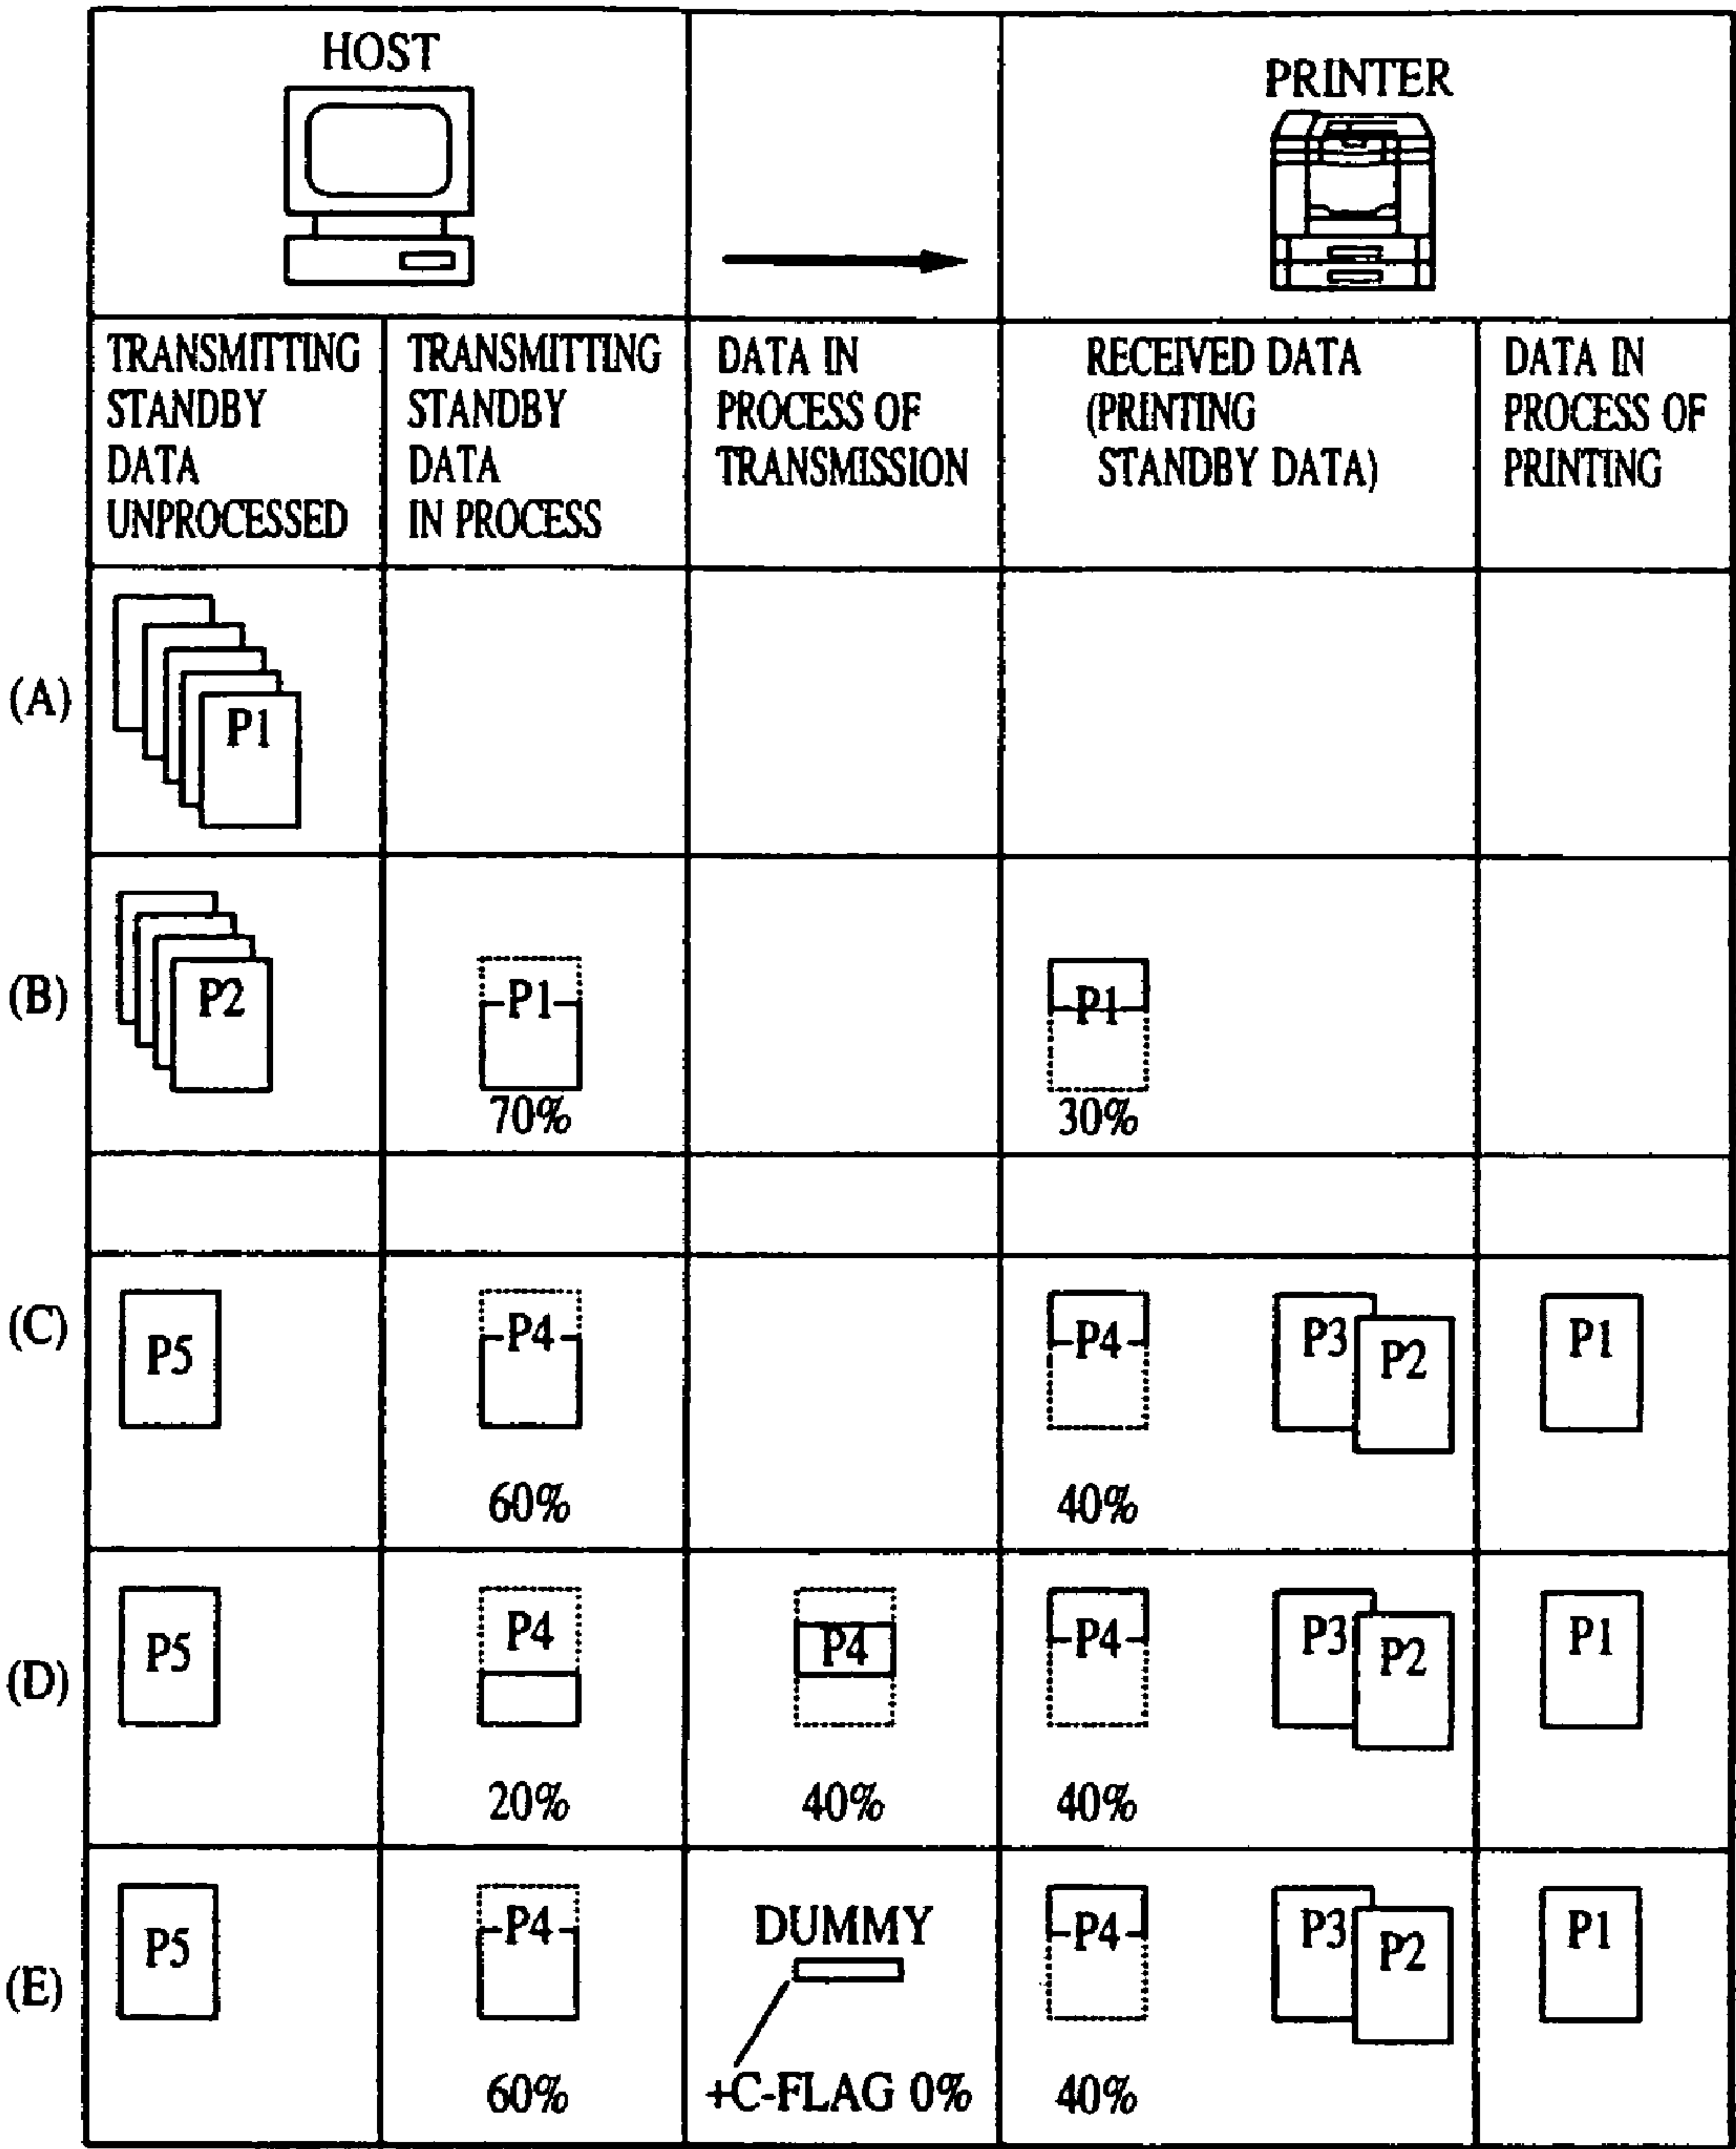 HOST
PRINTER
TRANSMITTING
STANDBY
DATA
UNPROCESSED
TRANSMITTING
STANDBY
DATA
IN PROCESS
DATA IN
PROCESS OF
TRANSMISSION
RECEIVED DATA
(PRINTING
STANDBY DATA)
DATA IN
PROCESS OF
PRINTING
(A)
P1
(B)
P2
P1
70%
P1
30%
(C)
P5
P4
60%
P4
40%
P3
P2
P1
(D)
P5
P4
20%
P4
40%
P4
40%
P3
P2
P1
(E)
P5
P4
60%
DUMMY
+C-FLAG 0%
P4
40%
P3
P2
P1